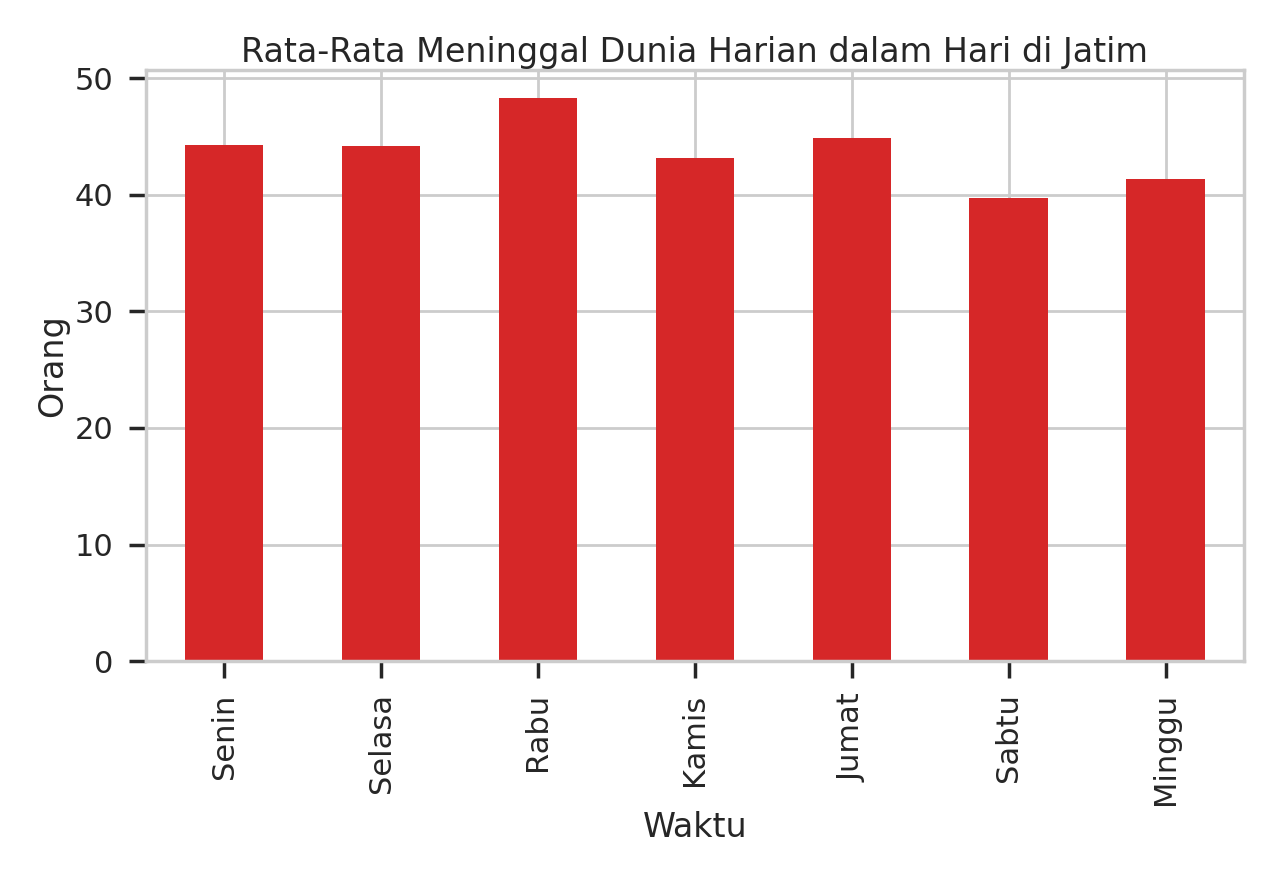 Rata-Rata Meninggal Dunia Harian dalam Hari di Jatim
50
40
30
20
10
0
Orang
Senin
Selasa
Rabu
Kamis
Jumat
Sabtu
Minggu
Waktu